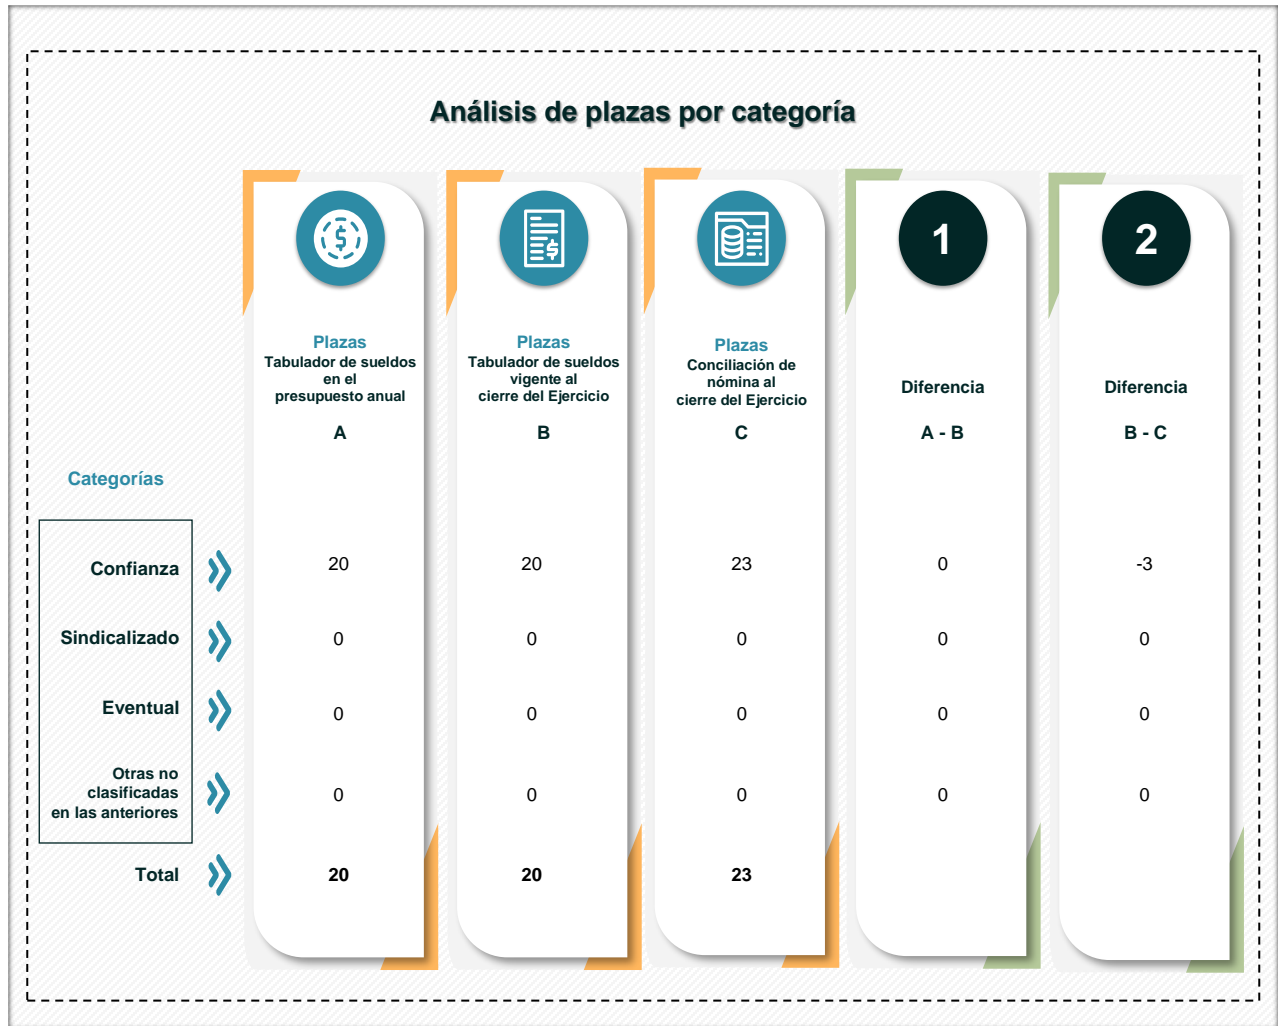 Análisis de plazas por categoría
1
2
Plazas
Tabulador de sueldos
en el
presupuesto anual
A
Plazas
Tabulador de sueldos
vigente al
cierre del Ejercicio
B
Plazas
Conciliación de
nómina al
cierre del Ejercicio
C
Diferencia
A - B
Diferencia
B - C
Categorías
Confianza 20 20 23 0 -3
Sindicalizado 0 0 0 0 0
Eventual 0 0 0 0 0
Otras no
clasificadas
en las anteriores
0 0 0 0 0
Total 20 20 23